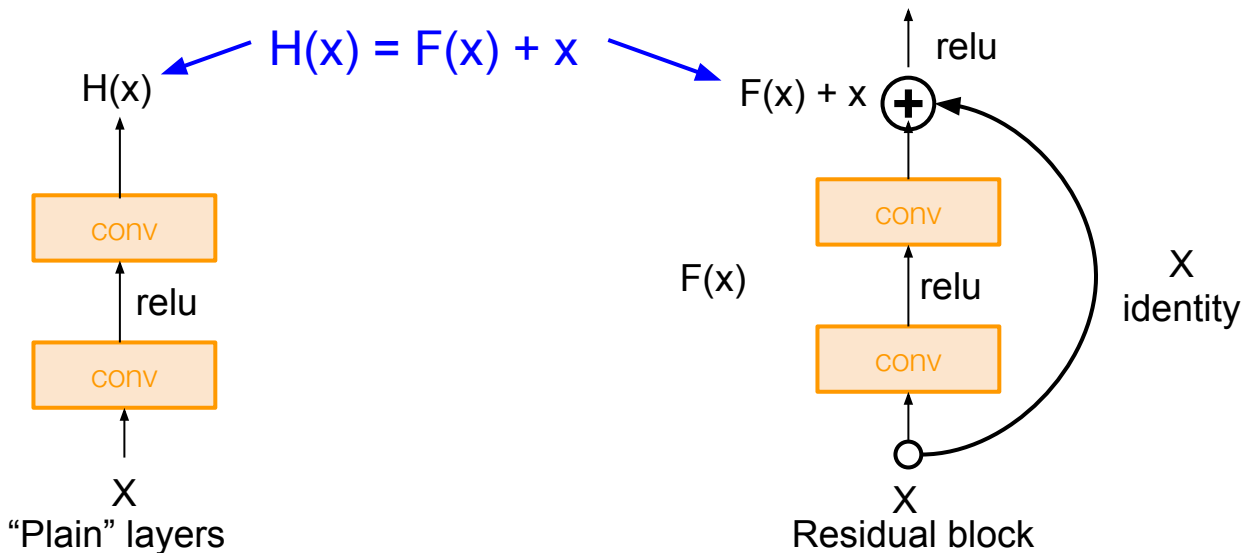 H(x) = F(x) + x
H(x)
conv
relu
conv
X
“Plain” layers
relu
F(x) + x
conv
F(x)
relu
conv
X
identity
X
Residual block